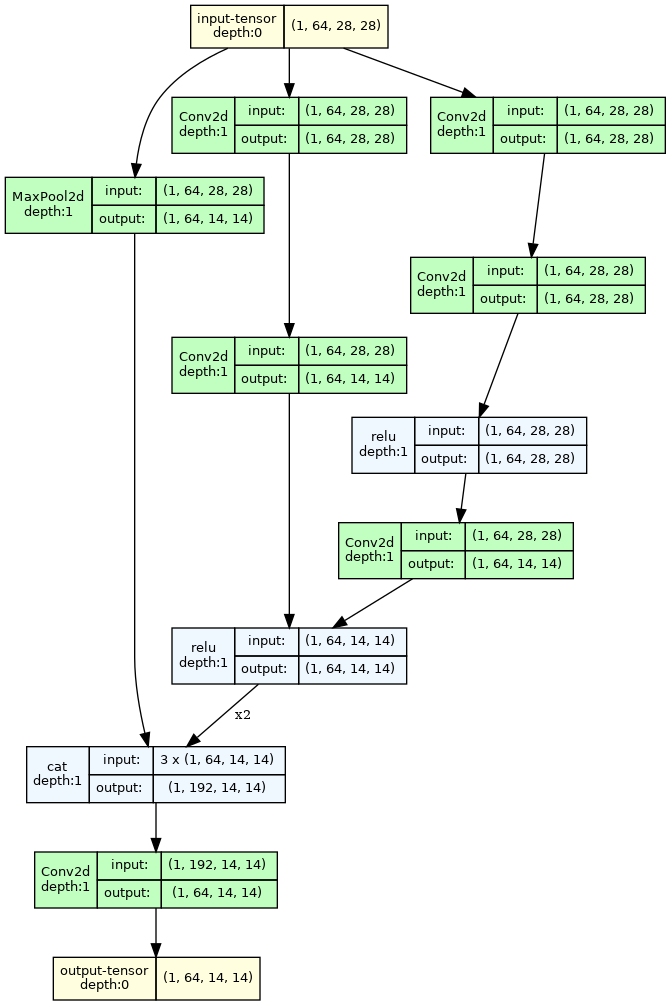 input-tensor
depth:0
(1, 64, 28, 28)
Conv2d
depth:1
input:
(1, 64, 28, 28)
output:
(1, 64, 28, 28)
Conv2d
depth:1
input:
(1, 64, 28, 28)
output:
(1, 64, 28, 28)
MaxPool2d
depth:1
input:
(1, 64, 28, 28)
output:
(1, 64, 14, 14)
Conv2d
depth:1
input:
(1, 64, 28, 28)
output:
(1, 64, 28, 28)
Conv2d
depth:1
input:
(1, 64, 28, 28)
output:
(1, 64, 14, 14)
relu
depth:1
input:
(1, 64, 28, 28)
output:
(1, 64, 28, 28)
Conv2d
depth:1
input:
(1, 64, 28, 28)
output:
(1, 64, 14, 14)
relu
depth:1
input:
(1, 64, 14, 14)
output:
(1, 64, 14, 14)
x2
cat
depth:1
input:
3 x (1, 64, 14, 14)
output:
(1, 192, 14, 14)
Conv2d
depth:1
input:
(1, 192, 14, 14)
output:
(1, 64, 14, 14)
output-tensor
depth:0
(1, 64, 14, 14)